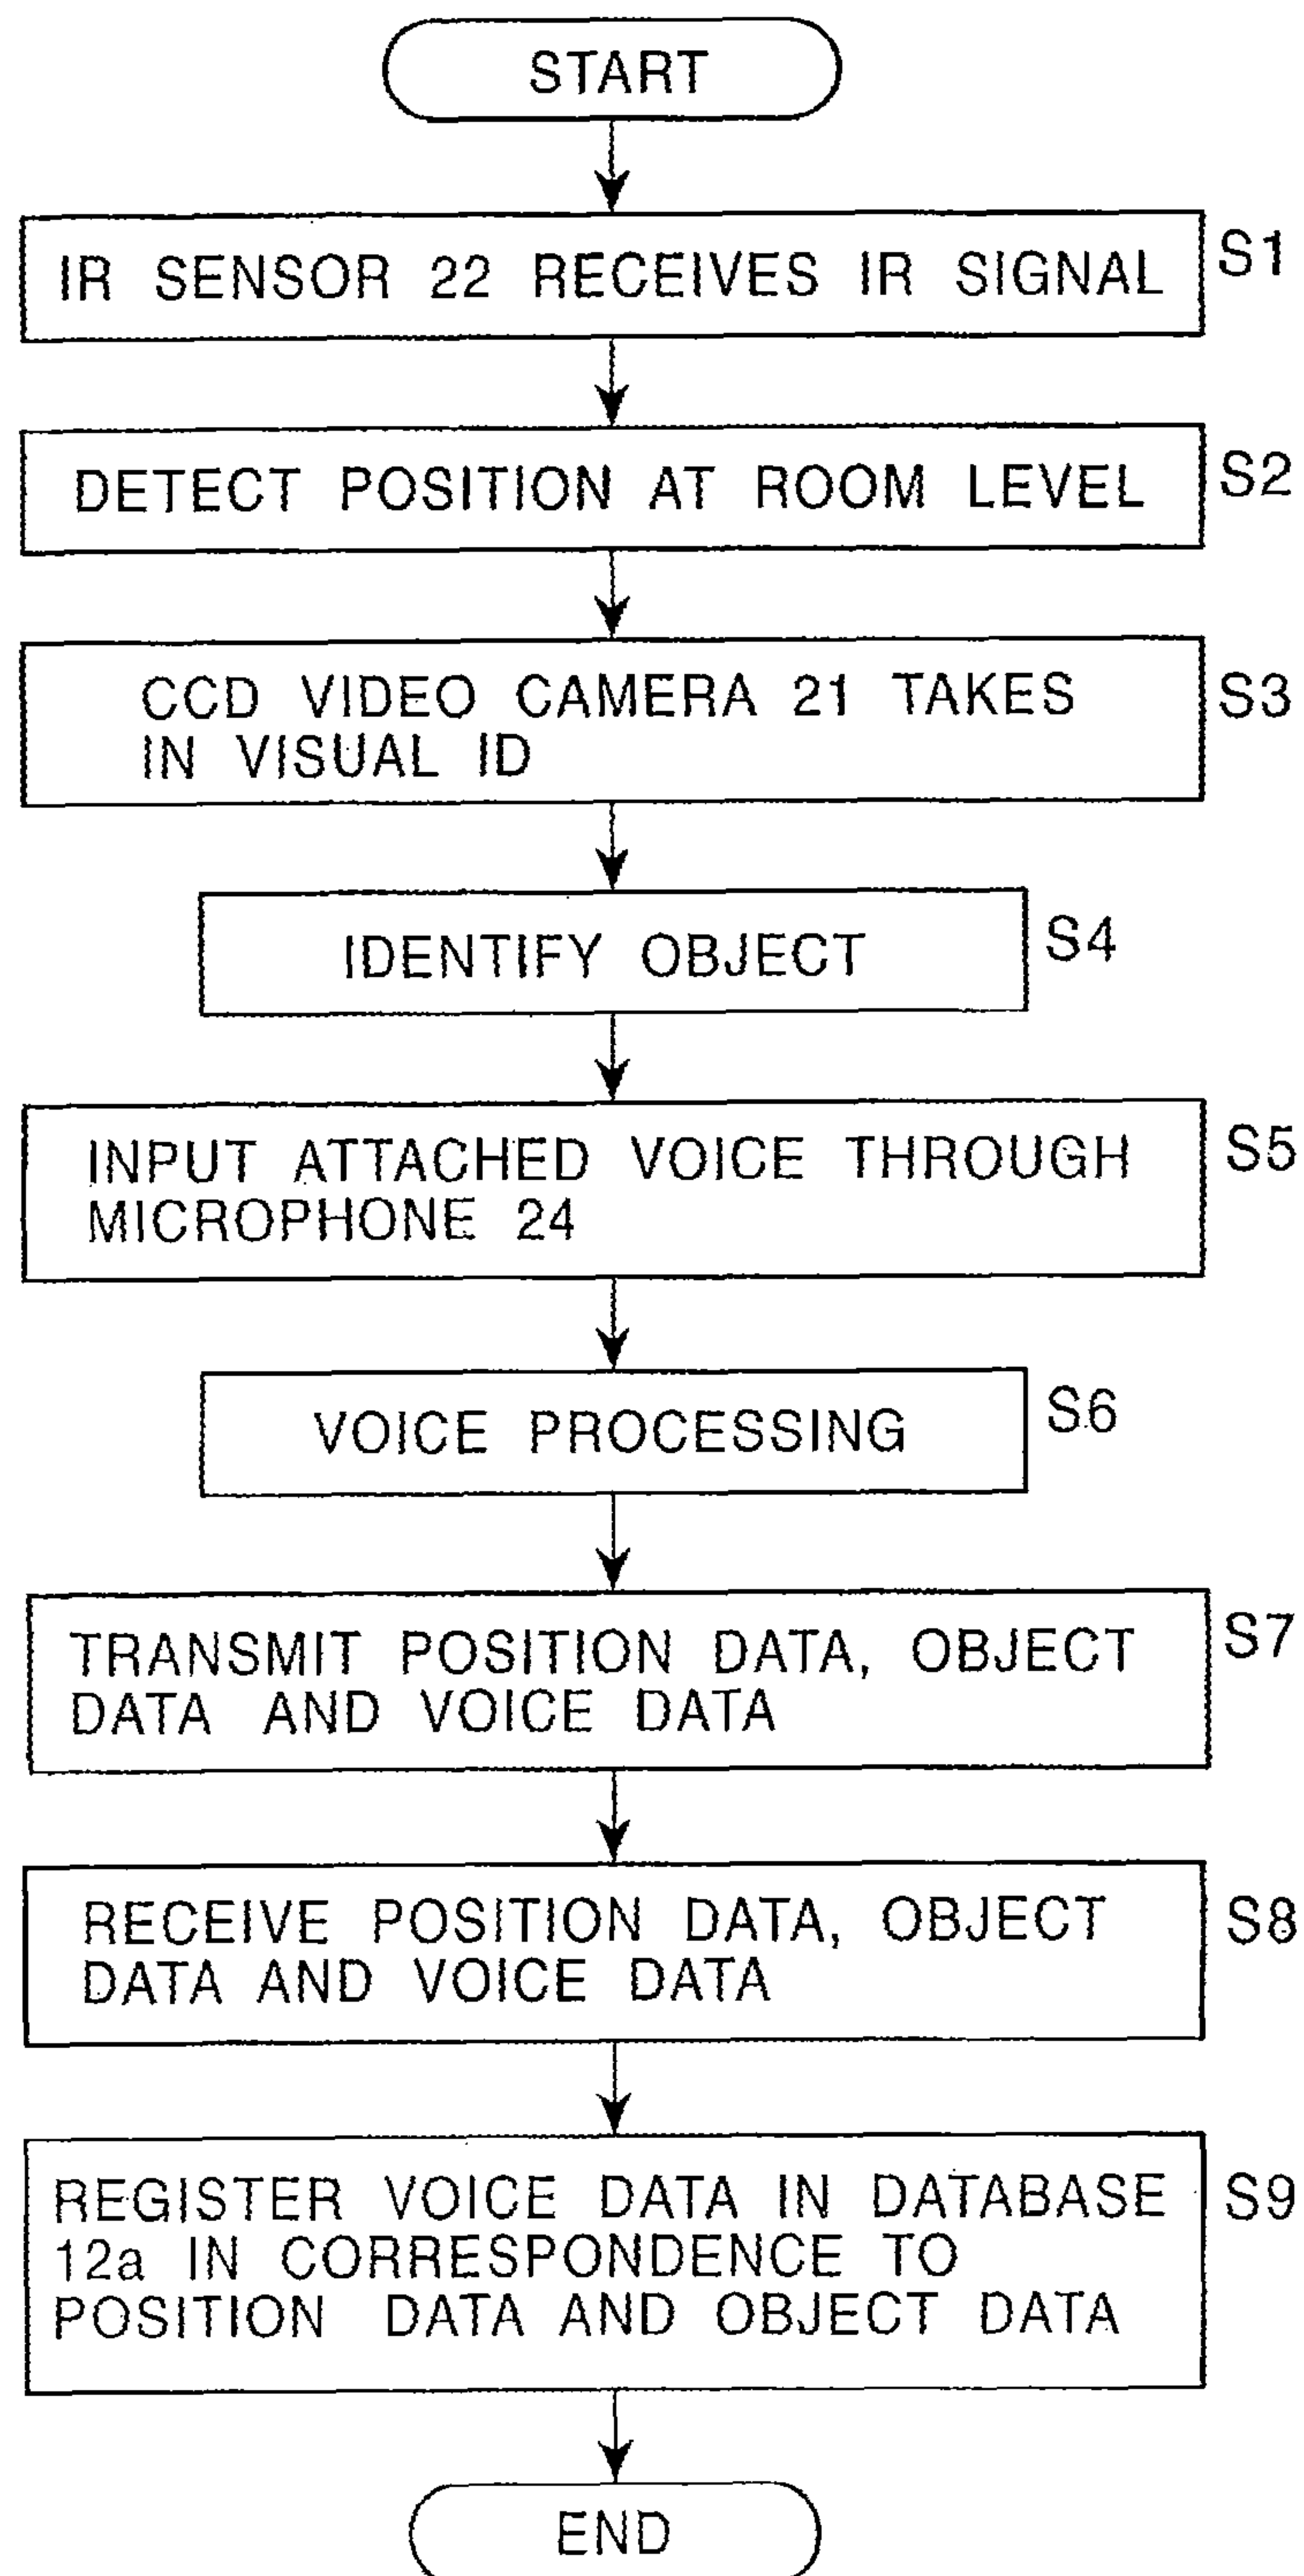 START
IR SENSOR 22 RECEIVES IR SIGNAL
S1
DETECT POSITION AT ROOM LEVEL
S2
CCD VIDEO CAMERA 21 TAKES
IN VISUAL ID
S3
IDENTIFY OBJECT
S4
INPUT ATTACHED VOICE THROUGH
MICROPHONE 24
S5
VOICE PROCESSING
S6
TRANSMIT POSITION DATA, OBJECT
DATA AND VOICE DATA
S7
RECEIVE POSITION DATA, OBJECT
DATA AND VOICE DATA
S8
REGISTER VOICE DATA IN DATABASE
12a IN CORRESPONDENCE TO
POSITION DATA AND OBJECT DATA
S9
END